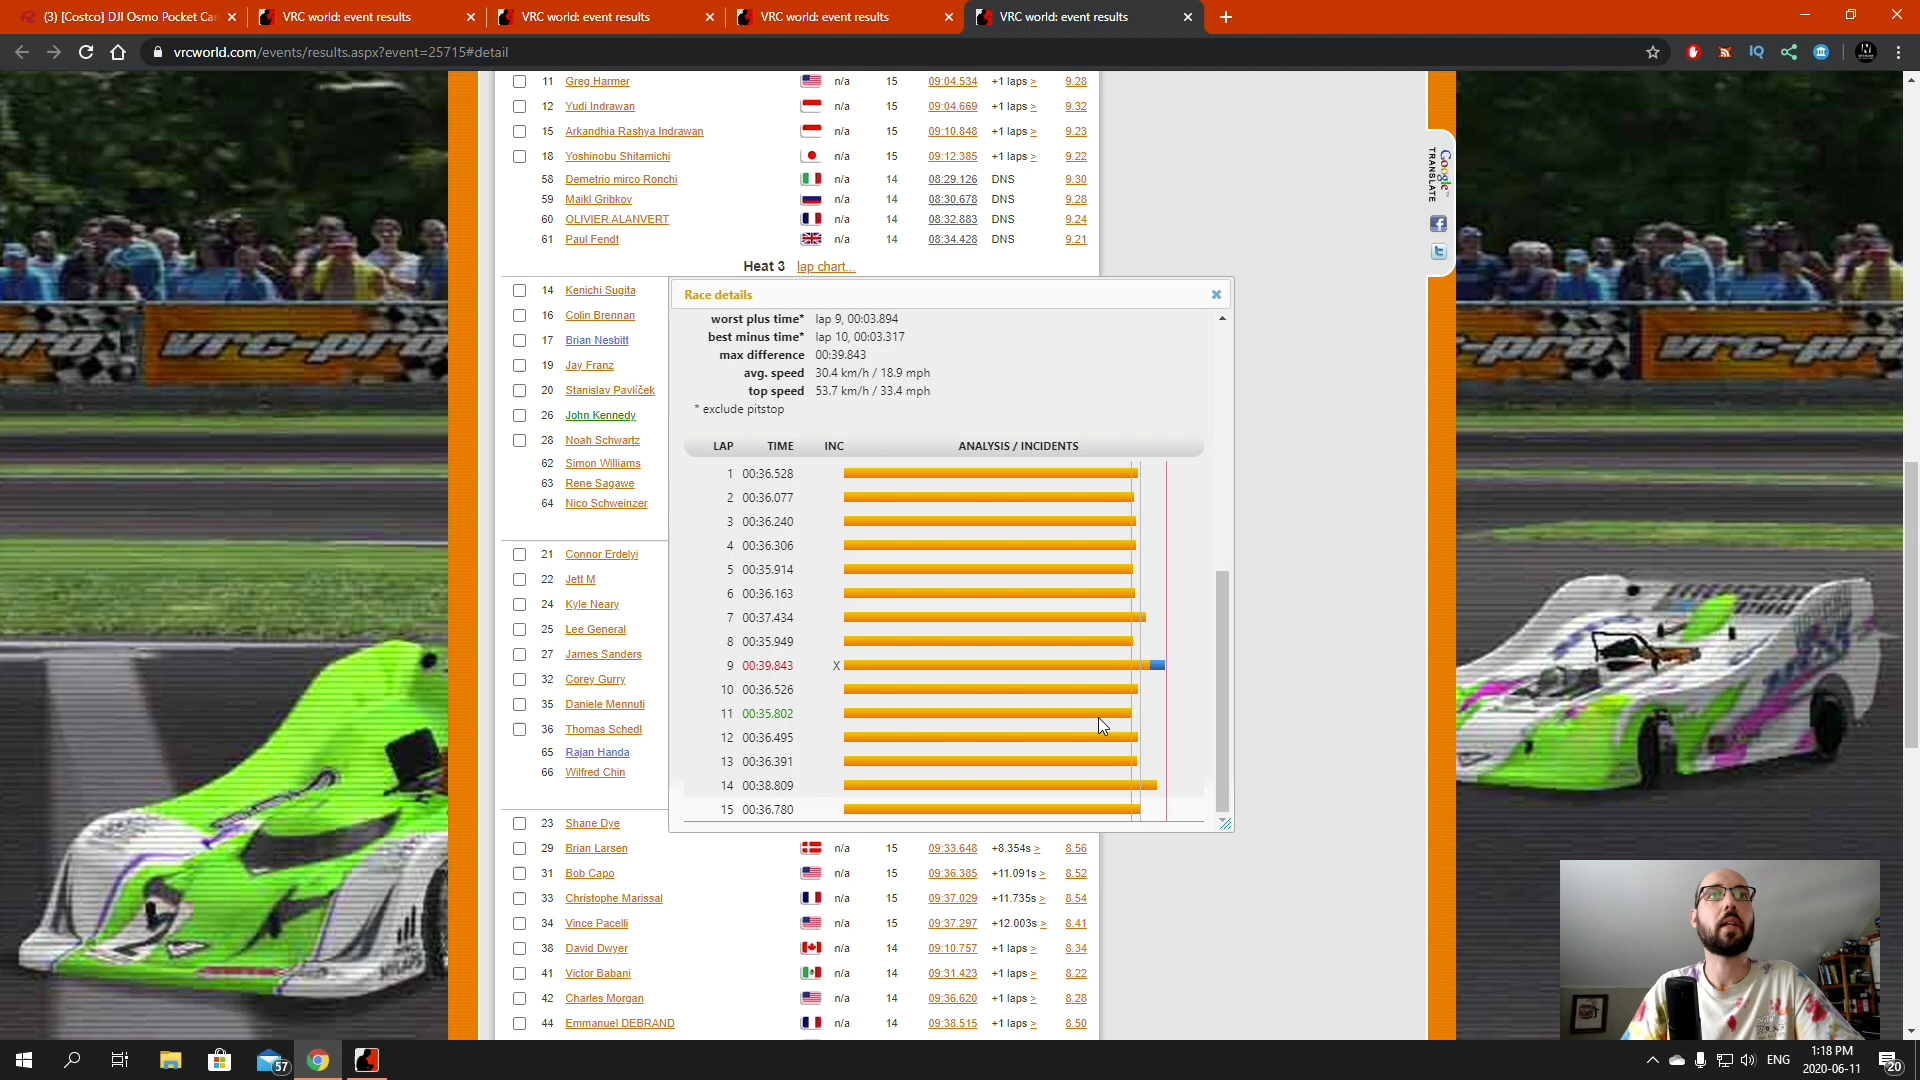 (3) [Costco] DJI Osmo Pocket Car
VRC world: event results
VRC world: event results
VRC world: event results
VRC world: event results
vrcworld.com/events/results.aspx?event=25715#detail
11 Greg Harmer n/a 15 09:04.534 +1 laps > 9.28
12 Yudi Indrawan n/a 15 09:04.669 +1 laps > 9.32
15 Arkandhia Rashya Indrawan n/a 15 09:10.848 +1 laps > 9.23
18 Yoshinobu Shitamichi n/a 15 09:12.385 +1 laps > 9.22
58 Demetrio mirco Ronchi n/a 14 08:29.126 DNS 9.30
59 Maikl Gribkov n/a 14 08:30.678 DNS 9.28
60 OLIVIER ALANVERT n/a 14 08:32.883 DNS 9.24
61 Paul Fendt n/a 14 08:34.428 DNS 9.21
Google TRANSLATE
Heat 3 lap chart...
14 Kenichi Sugita
16 Colin Brennan
17 Brian Nesbitt
19 Jay Franz
20 Stanislav Pavlíček
26 John Kennedy
28 Noah Schwartz
62 Simon Williams
63 Rene Sagawe
64 Nico Schweinzer
21 Connor Erdelyi
22 Jett M
24 Kyle Neary
25 Lee General
27 James Sanders
32 Corey Gurry
35 Daniele Mennuti
36 Thomas Schedl
65 Rajan Handa
66 Wilfred Chin
Race details
worst plus time* lap 9, 00:03.894
best minus time* lap 10, 00:03.317
max difference 00:39.843
avg. speed 30.4 km/h / 18.9 mph
top speed 53.7 km/h / 33.4 mph
* exclude pitstop
LAP TIME INC ANALYSIS / INCIDENTS
1 00:36.528
2 00:36.077
3 00:36.240
4 00:36.306
5 00:35.914
6 00:36.163
7 00:37.434
8 00:35.949
9 00:39.843 X
10 00:36.526
11 00:35.802
12 00:36.495
13 00:36.391
14 00:38.809
15 00:36.780
23 Shane Dye
29 Brian Larsen n/a 15 09:33.648 +8.354s > 8.56
31 Bob Capo n/a 15 09:36.385 +11.091s > 8.52
33 Christophe Marissal n/a 15 09:37.029 +11.735s > 8.54
34 Vince Pacelli n/a 15 09:37.297 +12.003s > 8.41
38 David Dwyer n/a 14 09:10.757 +1 laps > 8.34
41 Victor Babani n/a 14 09:31.423 +1 laps > 8.22
42 Charles Morgan n/a 14 09:36.620 +1 laps > 8.28
44 Emmanuel DEBRAND n/a 14 09:38.515 +1 laps > 8.50
57
ENG
1:18 PM
2020-06-11
20